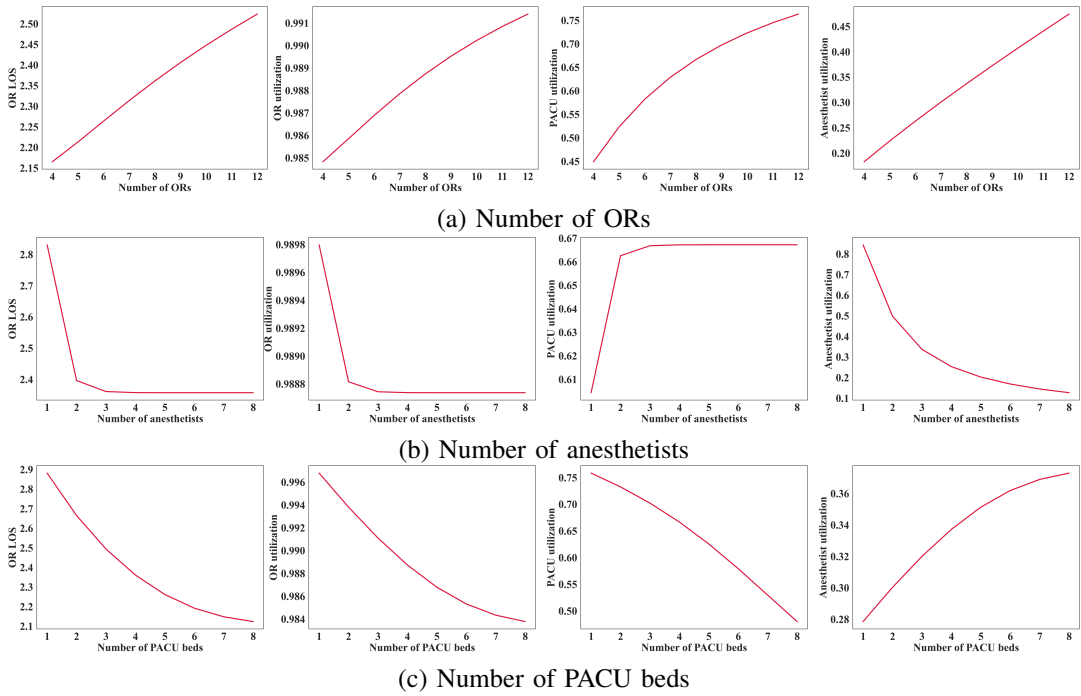 OR LOS
2.50
2.45
2.40
2.35
2.30
2.25
2.20
2.15
4 5 6 7 8 9 10 11 12
Number of ORs
OR utilization
0.991
0.990
0.989
0.988
0.987
0.986
0.985
4 5 6 7 8 9 10 11 12
Number of ORs
PACU utilization
0.75
0.70
0.65
0.60
0.55
0.50
0.45
4 5 6 7 8 9 10 11 12
Number of ORs
Anesthetist utilization
0.45
0.40
0.35
0.30
0.25
0.20
4 5 6 7 8 9 10 11 12
Number of ORs
(a) Number of ORs
OR LOS
2.8
2.7
2.6
2.5
2.4
1 2 3 4 5 6 7 8
Number of anesthetists
OR utilization
0.9898
0.9896
0.9894
0.9892
0.9890
0.9888
1 2 3 4 5 6 7 8
Number of anesthetists
PACU utilization
0.67
0.66
0.65
0.64
0.63
0.62
0.61
1 2 3 4 5 6 7 8
Number of anesthetists
Anesthetist utilization
0.8
0.7
0.6
0.5
0.4
0.3
0.2
0.1
1 2 3 4 5 6 7 8
Number of anesthetists
(b) Number of anesthetists
OR LOS
2.9
2.8
2.7
2.6
2.5
2.4
2.3
2.2
2.1
1 2 3 4 5 6 7 8
Number of PACU beds
OR utilization
0.996
0.994
0.992
0.990
0.988
0.986
0.984
1 2 3 4 5 6 7 8
Number of PACU beds
PACU utilization
0.75
0.70
0.65
0.60
0.55
0.50
1 2 3 4 5 6 7 8
Number of PACU beds
Anesthetist utilization
0.36
0.34
0.32
0.30
0.28
1 2 3 4 5 6 7 8
Number of PACU beds
(c) Number of PACU beds